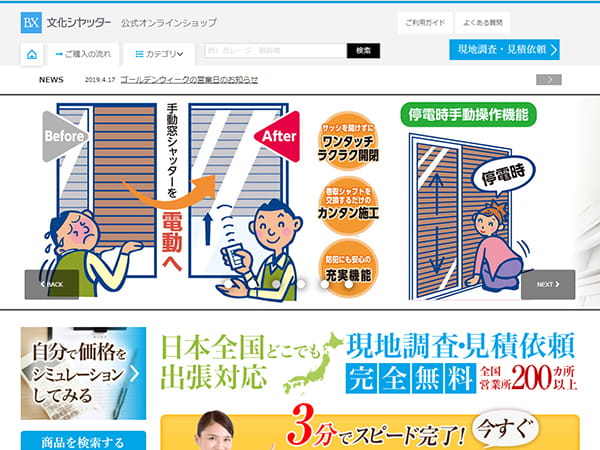 BX 文化シヤッター 公式オンラインショップ
ご利用ガイド よくある質問
ご購入の流れ カテゴリ 例）ガレージ 御殿場 検索 現地調査・見積依頼
NEWS 2019.4.17 ゴールデンウィークの営業日のお知らせ
Before
手動窓シャッターを
電動へ
After
サッシを開けずに
ワンタッチ
ラクラク開閉
巻取シャフトを
交換するだけの
カンタン施工
防犯にも安心の
充実機能
停電時手動操作機能
停電時
BACK
NEXT
自分で価格を
シミュレーション
してみる
日本全国どこでも
出張対応
現地調査・見積依頼
完全無料 全国営業所200カ所以上
商品を検索する
3分でスピード完了! 今すぐ